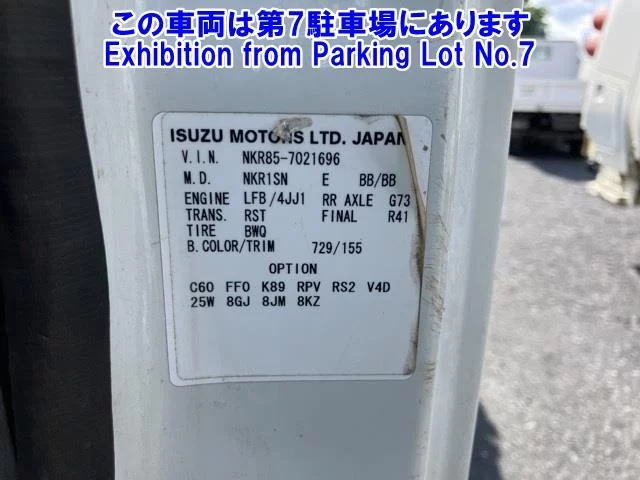 この車両は第7駐車場にあります
Exhibition from Parking Lot No.7
ISUZU MOTORS LTD. JAPAN
V.I.N. NKR85-7021696
M.D. NKR1SN E BB/BB
ENGINE LFB/4JJ1 RR AXLE G73
TRANS. RST FINAL R41
TIRE BWQ
B.COLOR/TRIM 729/155
OPTION
C60 FF0 K89 RPV RS2 V4D
25W 8GJ 8JM 8KZ